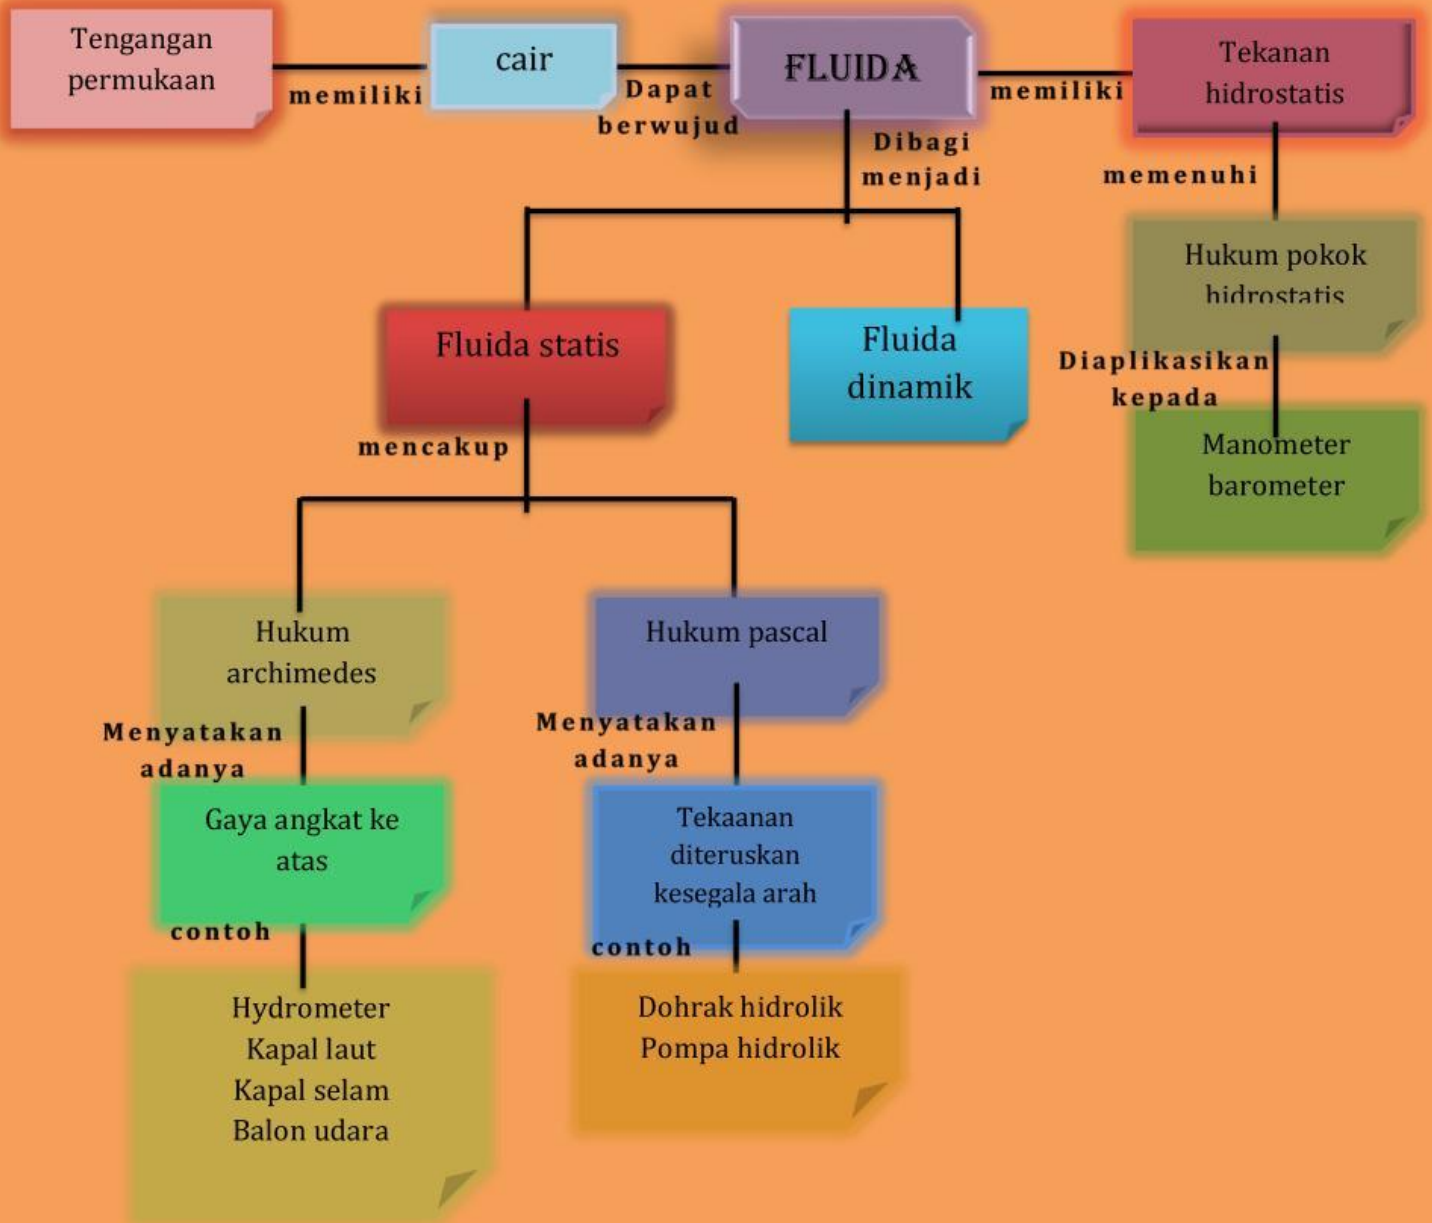 Tengangan
permukaan
memiliki
cair
Dapat
berwujud
FLUIDA
memiliki
Tekanan
hidrostatis
Dibagi
menjadi
memenuhi
Hukum pokok
hidrostatis
Diaplikasikan
kepada
Manometer
barometer
Fluida statis
Fluida
dinamik
mencakup
Hukum
archimedes
Menyatakan
adanya
Gaya angkat ke
atas
contoh
Hydrometer
Kapal laut
Kapal selam
Balon udara
Hukum pascal
Menyatakan
adanya
Tekaanan
diteruskan
kesegala arah
contoh
Dohrak hidrolik
Pompa hidrolik